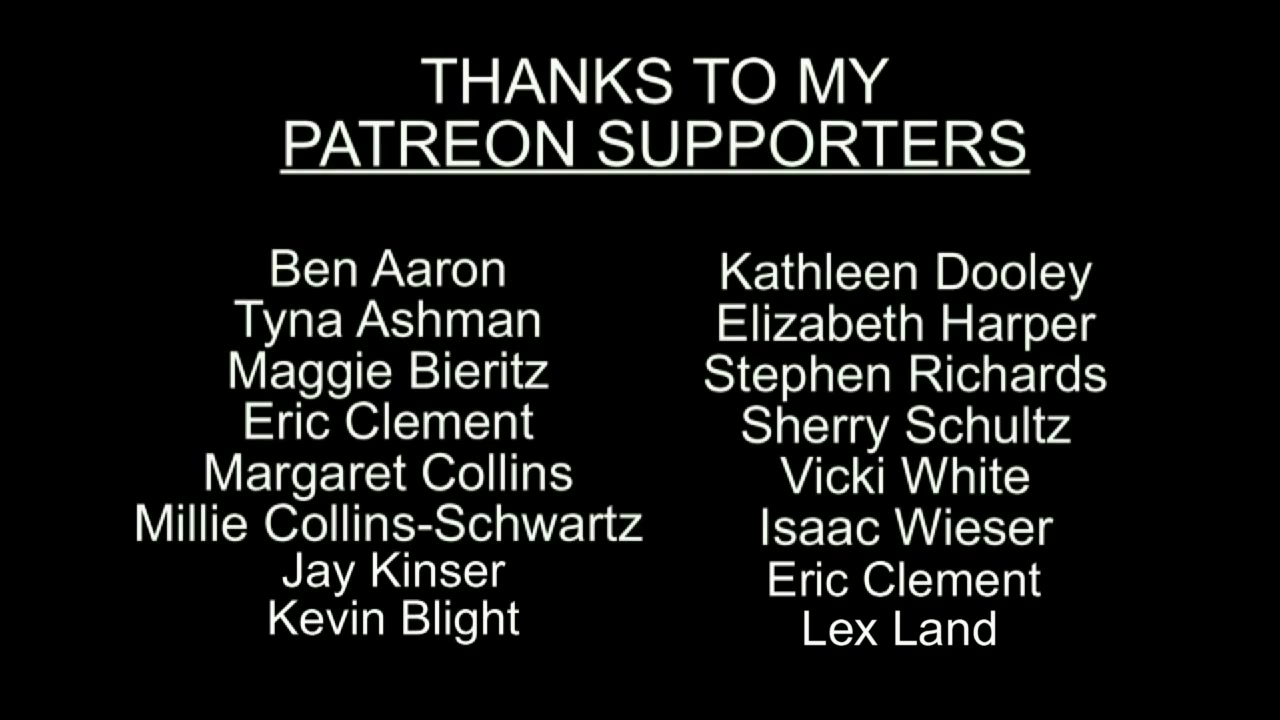 THANKS TO MY
PATREON SUPPORTERS
Ben Aaron
Tyna Ashman
Maggie Bieritz
Eric Clement
Margaret Collins
Millie Collins-Schwartz
Jay Kinser
Kevin Blight
Kathleen Dooley
Elizabeth Harper
Stephen Richards
Sherry Schultz
Vicki White
Isaac Wieser
Eric Clement
Lex Land